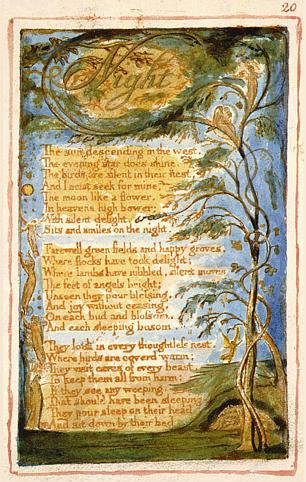 20
Night
The sun descending in the west.
The evening star does shine.
The birds are silent in their nest,
And I must seek for mine,
The moon like a flower,
In heavens high bower;
With silent delight,
Sits and smiles on the night.
Farewell green fields and happy groves,
Where flocks have took delight;
Where lambs have nibbled, silent moves
The feet of angels bright;
Unseen they pour blessing,
And joy without ceasing,
On each bud and blossom,
And each sleeping bosom
They look in every thoughtless nest,
Where birds are coverd warm;
They visit caves of every beast,
To keep them all from harm;
If they see any weeping,
That should have been sleeping
They pour sleep on their head
And sit down by their bed